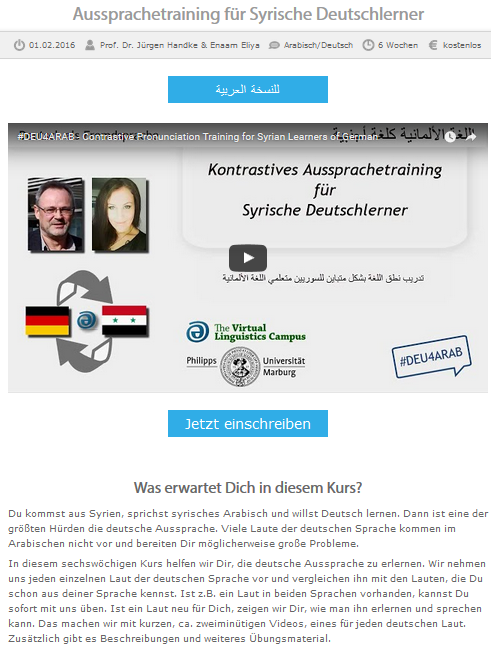 Aussprachetraining für Syrische Deutschlerner
01.02.2016 Prof. Dr. Jürgen Handke & Enaam Eliya Arabisch/Deutsch 6 Wochen kostenlos
للنسخة العربية
#DEU4ARAB - Contrastive Pronunciation Training for Syrian Learners of German
اللغة الألمانية كلغة أجنبية
Kontrastives Aussprachetraining
für
Syrische Deutschlerner
تدريب نطق اللغة بشكل متباين للسوريين متعلمي اللغة الألمانية
The Virtual
Linguistics Campus
Philipps Universität
Marburg
#DEU4ARAB
Jetzt einschreiben
Was erwartet Dich in diesem Kurs?
Du kommst aus Syrien, sprichst syrisches Arabisch und willst Deutsch lernen. Dann ist eine der
größten Hürden die deutsche Aussprache. Viele Laute der deutschen Sprache kommen im
Arabischen nicht vor und bereiten Dir möglicherweise große Probleme.
In diesem sechswöchigen Kurs helfen wir Dir, die deutsche Aussprache zu erlernen. Wir nehmen
uns jeden einzelnen Laut der deutschen Sprache vor und vergleichen ihn mit den Lauten, die Du
schon aus deiner Sprache kennst. Ist z.B. ein Laut in beiden Sprachen vorhanden, kannst Du
sofort mit uns üben. Ist ein Laut neu für Dich, zeigen wir Dir, wie man ihn erlernen und sprechen
kann. Das machen wir mit kurzen, ca. zweiminütigen Videos, eines für jeden deutschen Laut.
Zusätzlich gibt es Beschreibungen und weiteres Übungsmaterial.